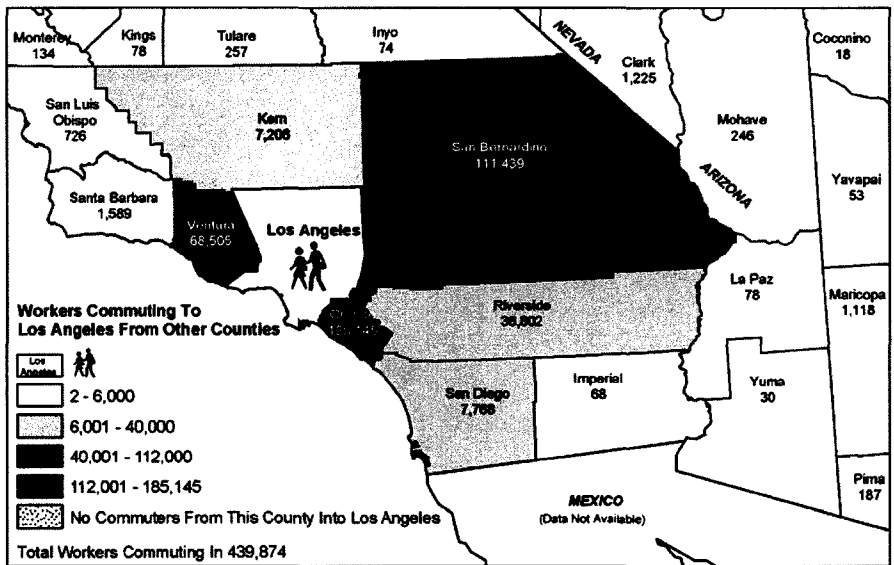 Monterey
134
Kings
78
Tulare
257
Inyo
74
NEVADA
Clark
1,225
Coconino
18
San Luis
Obispo
726
Kern
7,206
San Bernardino
111,439
Mohave
246
ARIZONA
Yavapai
53
Santa Barbara
1,589
Ventura
68,505
Los Angeles
La Paz
78
Maricopa
1,118
Riverside
38,802
Workers Commuting To
Los Angeles From Other Counties
Los
Angeles
2 - 6,000
6,001 - 40,000
40,001 - 112,000
112,001 - 185,145
No Commuters From This County Into Los Angeles
Total Workers Commuting In 439,874
San Diego
7,768
Imperial
68
Yuma
30
Pima
187
MEXICO
(Data Not Available)